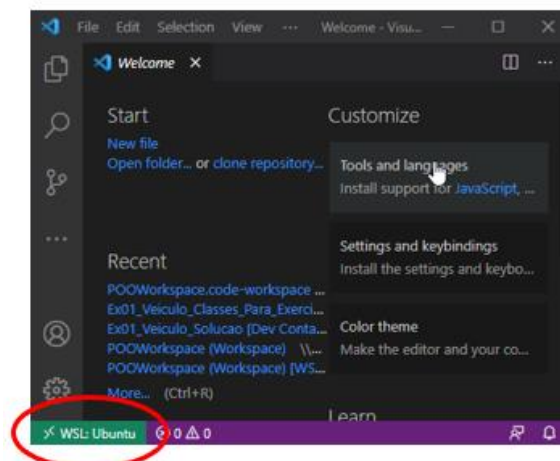 File Edit Selection View ··· Welcome - Visu...
Welcome
Start
New file
Open folder... or clone repository...
Recent
POOWorkspace.code-workspace ...
Ex01_Veiculo_Classes_Para_Exerci...
Ex01_Veiculo_Solucao [Dev Conta...
POOWorkspace (Workspace) \\...
POOWorkspace (Workspace) [WS...
More... (Ctrl+R)
Customize
Tools and languages
Install support for JavaScript, ...
Settings and keybindings
Install the settings and keybo...
Color theme
Make the editor and your co...
Learn
WSL: Ubuntu 0 0